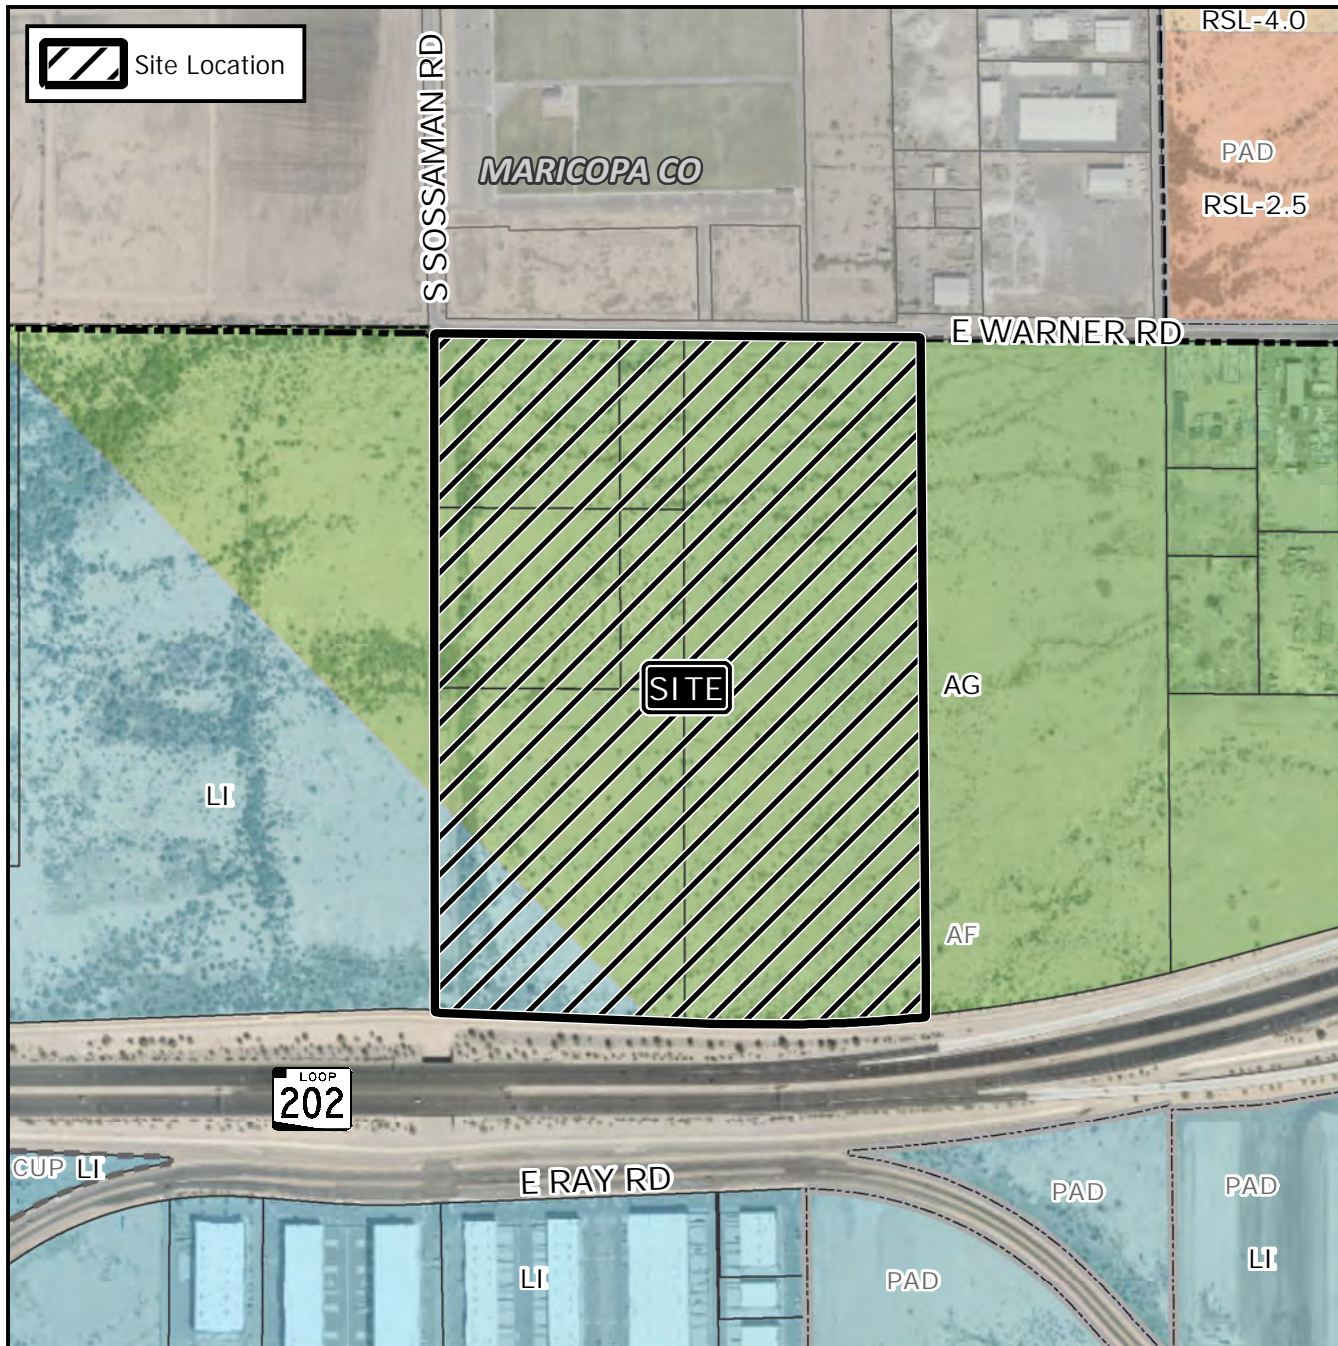 RSL-4.0
Site Location
S SOSSAMAN RD
MARICOPA CO
PAD
RSL-2.5
E WARNER RD
SITE
AG
LI
AF
LOOP
202
CUP LI
E RAY RD
PAD
PAD
LI
LI
PAD